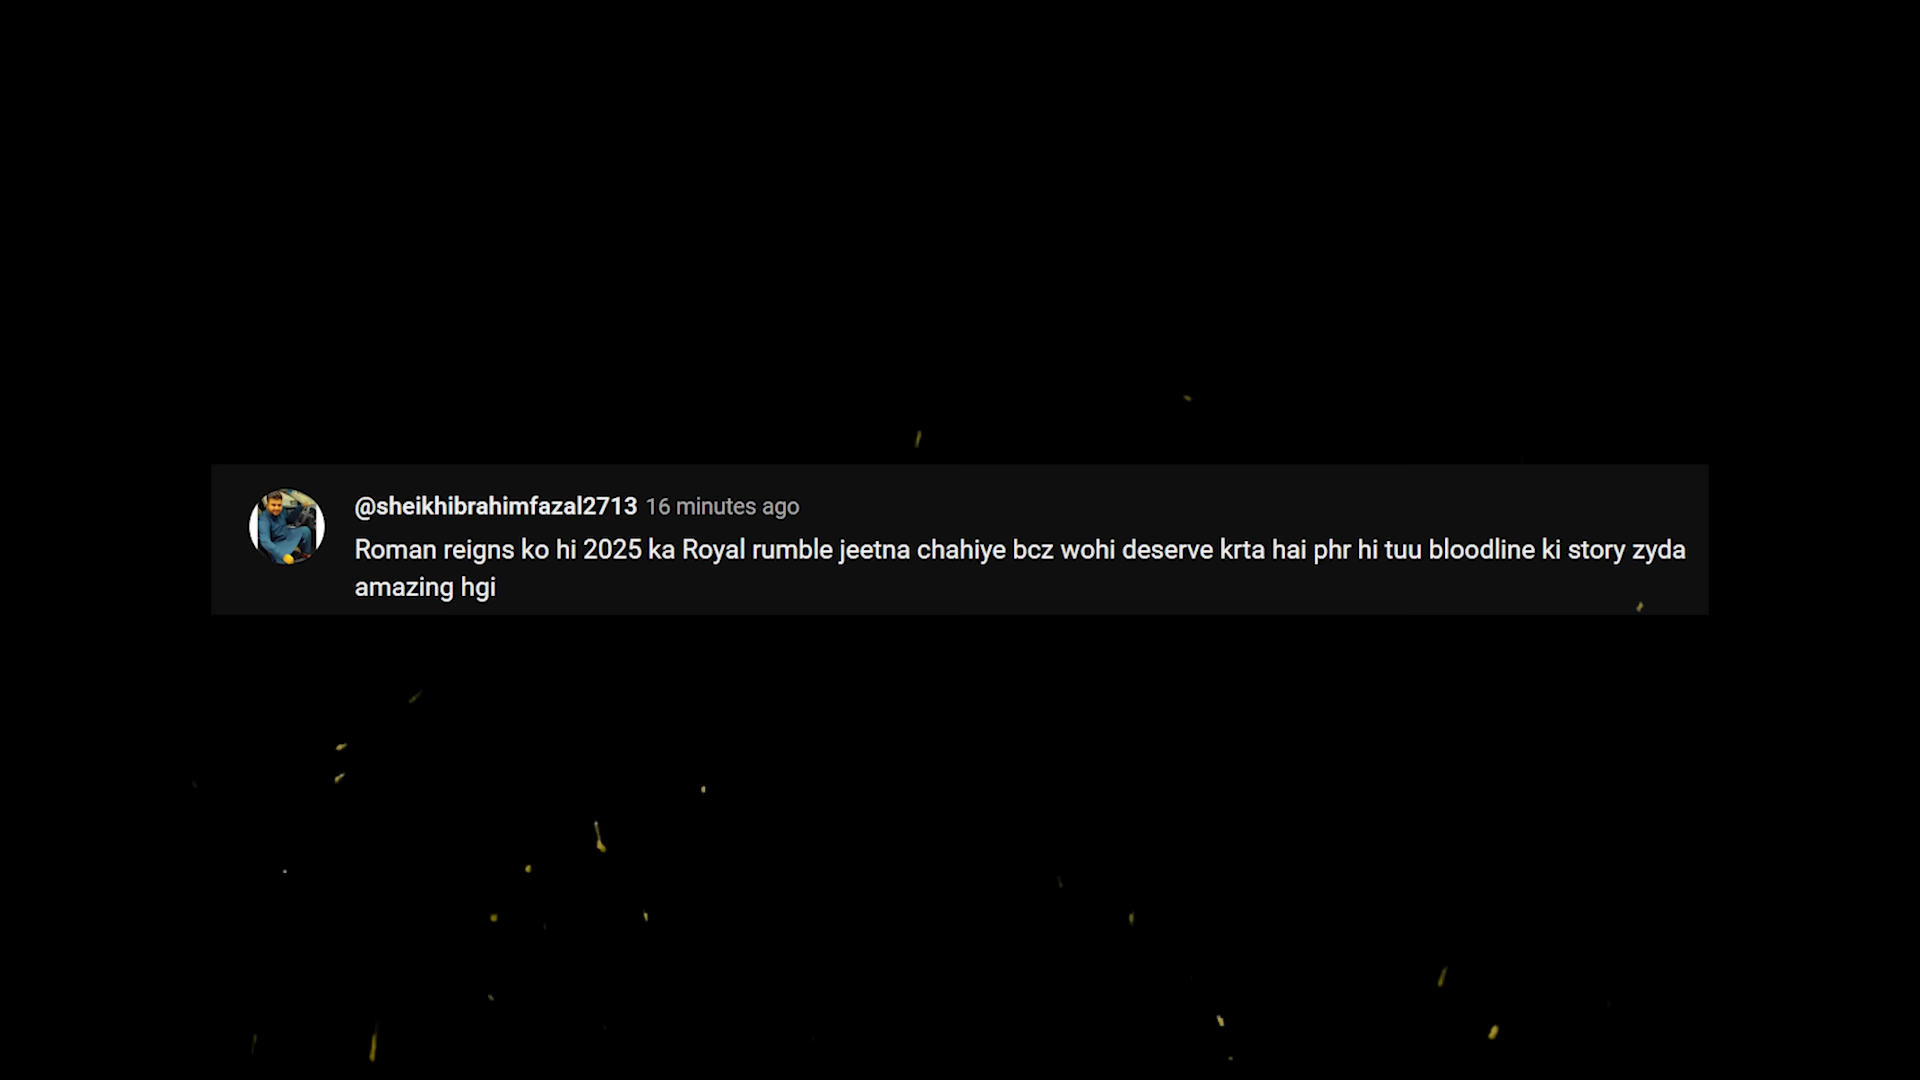 @sheikhibrahimfazal2713 16 minutes ago
Roman reigns ko hi 2025 ka Royal rumble jeetna chahiye bcz wohi deserve krta hai phr hi tuu bloodline ki story zyda
amazing hgi